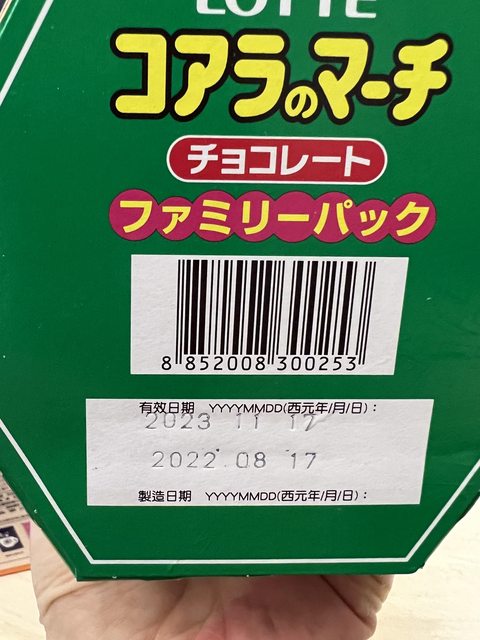 LOTTE
コアラのマーチ
チョコレート
ファミリーパック
8 852008 300253
有效日期 YYYYMMDD(西元年/月/日):
2023 11 17
2022.08 17
製造日期 YYYYMMDD(西元年/月/日):